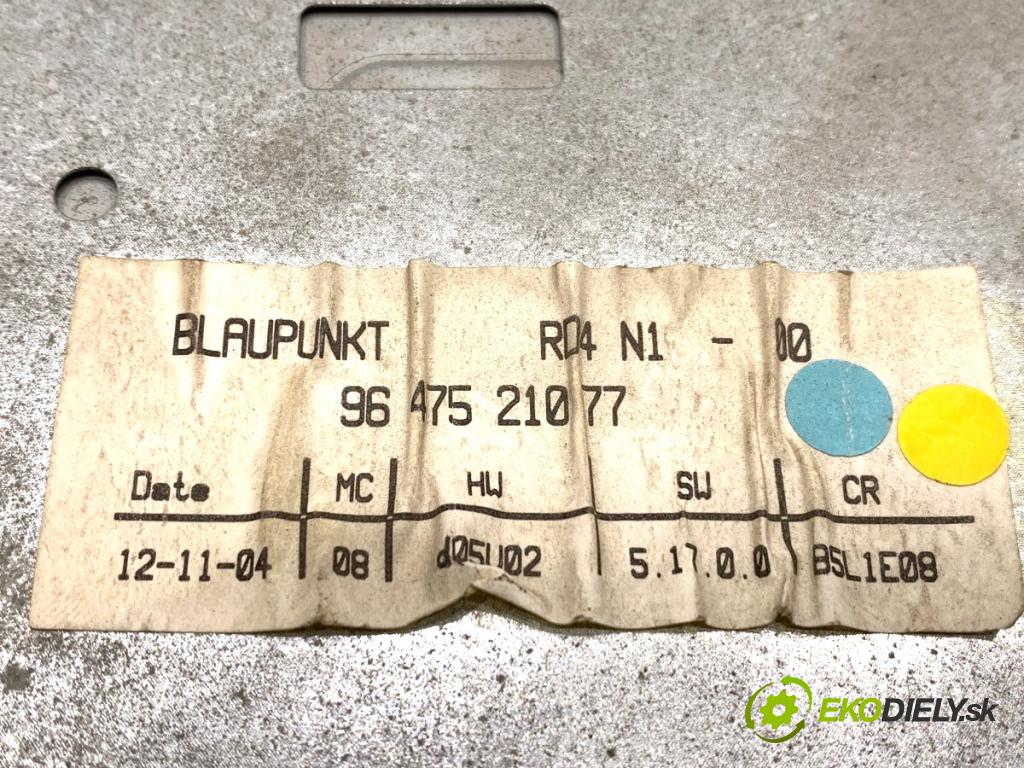 BLAUPUNKT RD4 N1 - 00
96 475 210 77
Date MC HW SW CR
12-11-04 08 d05U02 5.17.0.0 B5L1E08
EKODIELY.sk